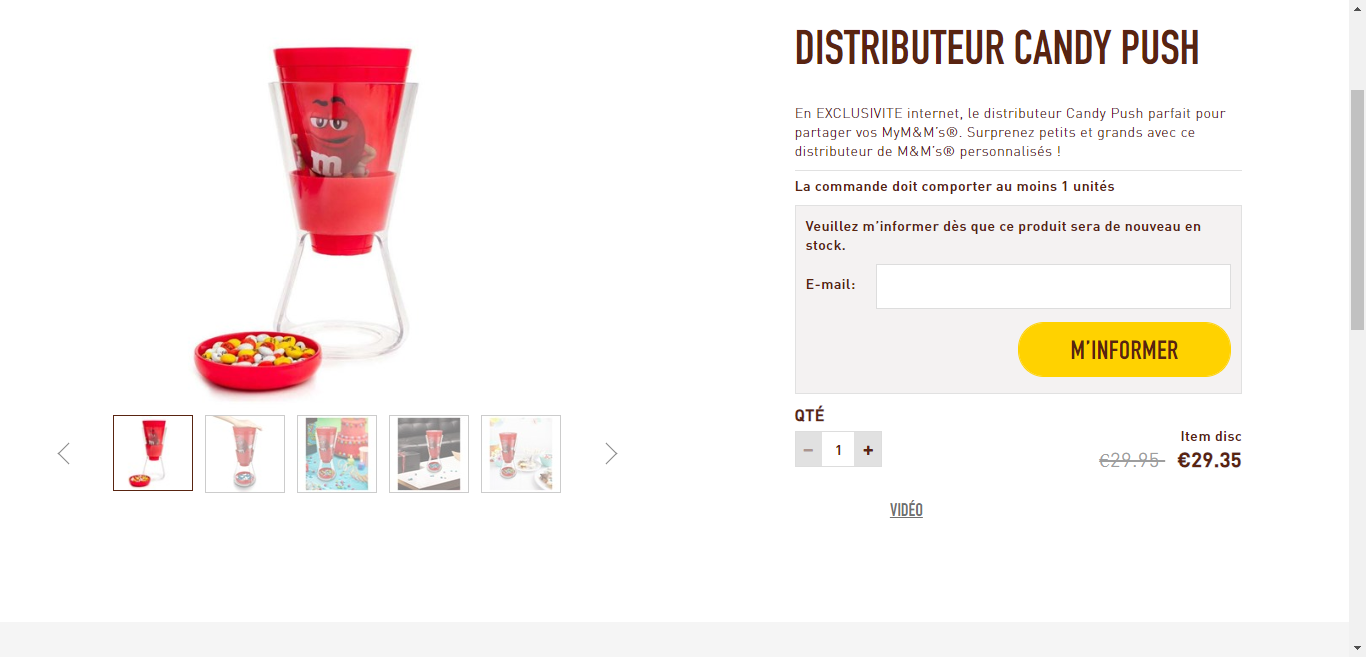 DISTRIBUTEUR CANDY PUSH
En EXCLUSIVITE internet, le distributeur Candy Push parfait pour
partager vos MyM&M's®. Surprenez petits et grands avec ce
distributeur de M&M's® personnalisés !
La commande doit comporter au moins 1 unités
Veuillez m'informer dès que ce produit sera de nouveau en
stock.
E-mail:
M'INFORMER
QTÉ
− 1 +
Item disc
€29.95 €29.35
VIDÉO
m